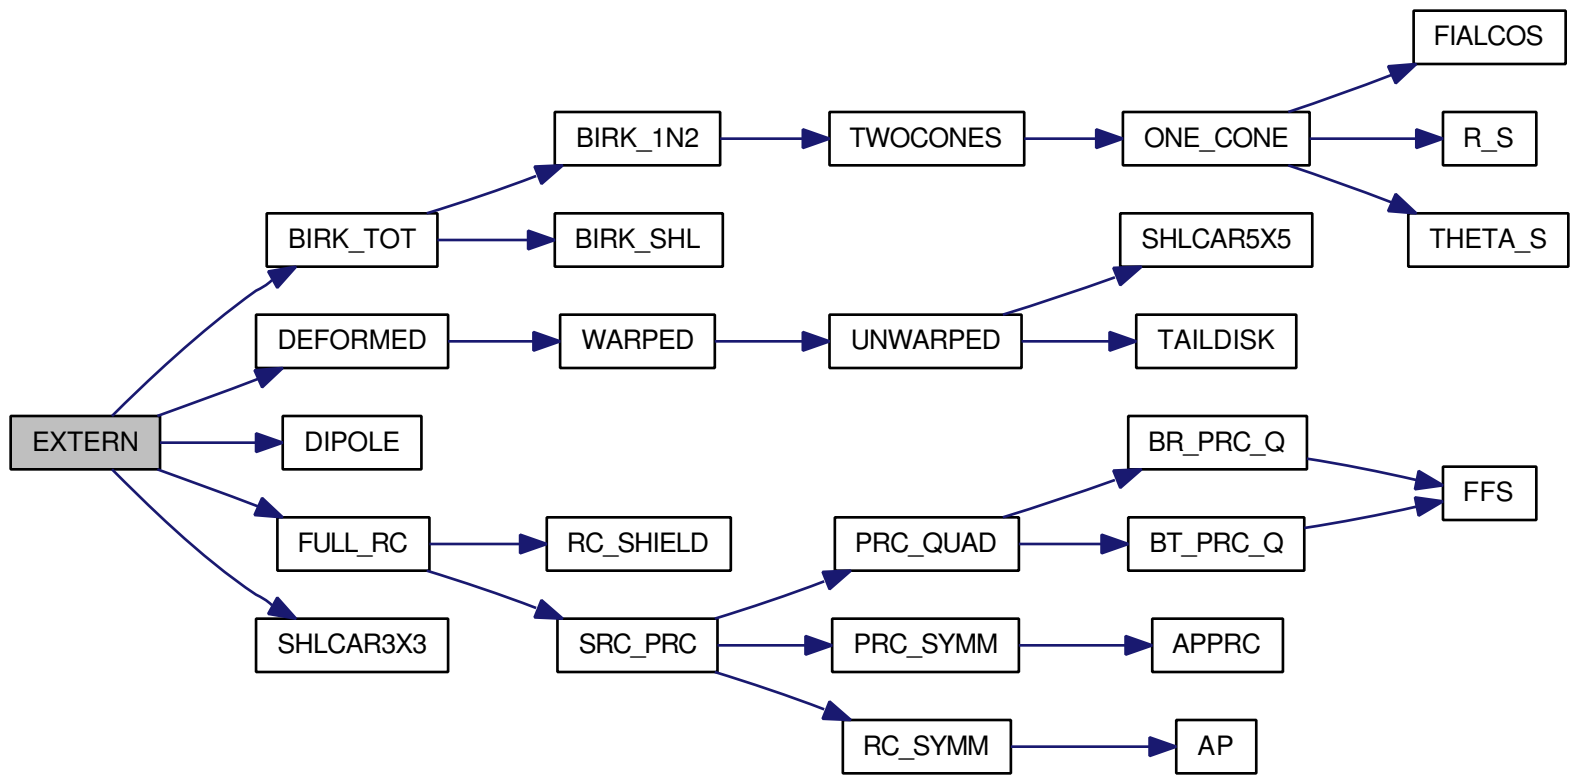 FIALCOS
BIRK_1N2
TWOCONES
ONE_CONE
R_S
BIRK_TOT
BIRK_SHL
SHLCAR5X5
THETA_S
DEFORMED
WARPED
UNWARPED
TAILDISK
EXTERN
DIPOLE
BR_PRC_Q
FFS
FULL_RC
RC_SHIELD
PRC_QUAD
BT_PRC_Q
SHLCAR3X3
SRC_PRC
PRC_SYMM
APPRC
RC_SYMM
AP